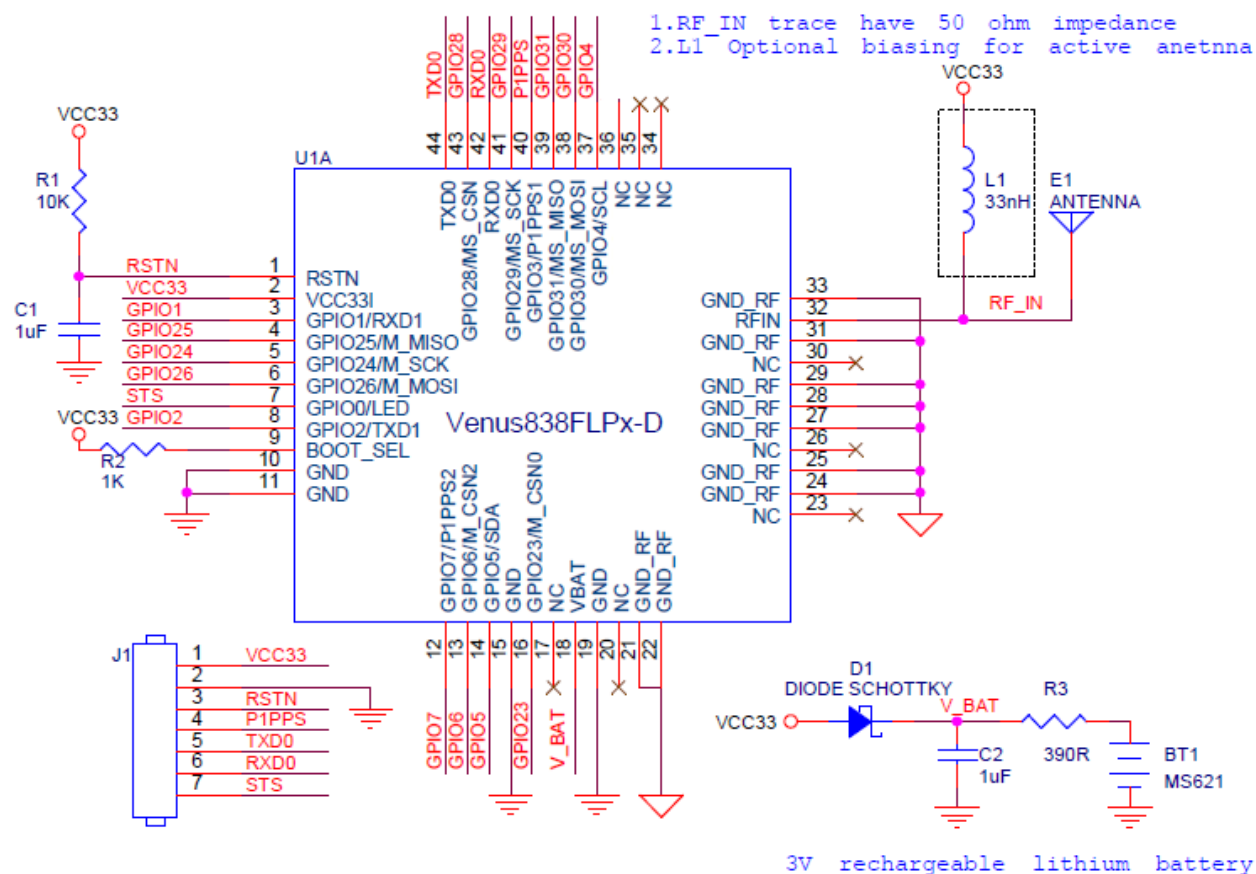 1.RF_IN trace have 50 ohm impedance
2.L1 Optional biasing for active anetnna
TXD0
GPIO28
RXD0
GPIO29
P1PPS
GPIO31
GPIO30
GPIO4
44
43
42
41
40
39
38
37
36
35
34
VCC33
R1
10K
C1
1uF
U1A
TXD0
GPIO28/MS_CSN
RXD0
GPIO29/MS_SCK
GPIO3/P1PPS1
GPIO31/MS_MISO
GPIO30/MS_MOSI
GPIO4/SCL
NC
NC
NC
VCC33
L1
33nH
E1
ANTENNA
RF_IN
RSTN 1 RSTN
VCC33 2 VCC33I
GPIO1 3 GPIO1/RXD1
GPIO25 4 GPIO25/M_MISO
GPIO24 5 GPIO24/M_SCK
GPIO26 6 GPIO26/M_MOSI
STS 7 GPIO0/LED
GPIO2 8 GPIO2/TXD1
9 BOOT_SEL
10 GND
11 GND
VCC33
R2
1K
Venus838FLPx-D
GND_RF 33
RFIN 32
GND_RF 31
NC 30
GND_RF 29
GND_RF 28
GND_RF 27
NC 26
GND_RF 25
GND_RF 24
NC 23
GPIO7/P1PPS2
GPIO6/M_CSN2
GPIO5/SDA
GND
GPIO23/M_CSN0
NC
VBAT
GND
NC
GND_RF
GND_RF
12
13
14
15
16
17
18
19
20
21
22
GPIO7
GPIO6
GPIO5
GPIO23
V_BAT
J1
1 VCC33
2
3 RSTN
4 P1PPS
5 TXD0
6 RXD0
7 STS
D1
DIODE SCHOTTKY
VCC33
V_BAT
R3
390R
C2
1uF
BT1
MS621
3V rechargeable lithium battery